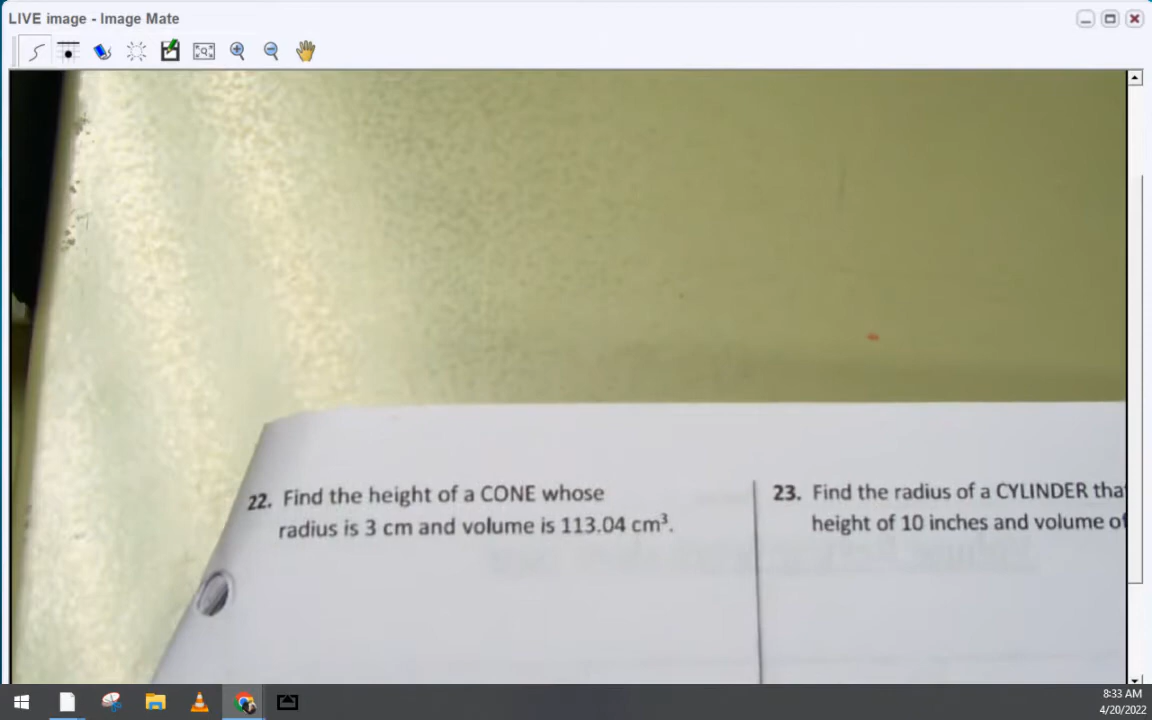 LIVE image - Image Mate
22. Find the height of a CONE whose
radius is 3 cm and volume is 113.04 cm³.
23. Find the radius of a CYLINDER tha
height of 10 inches and volume of
8:33 AM
4/20/2022